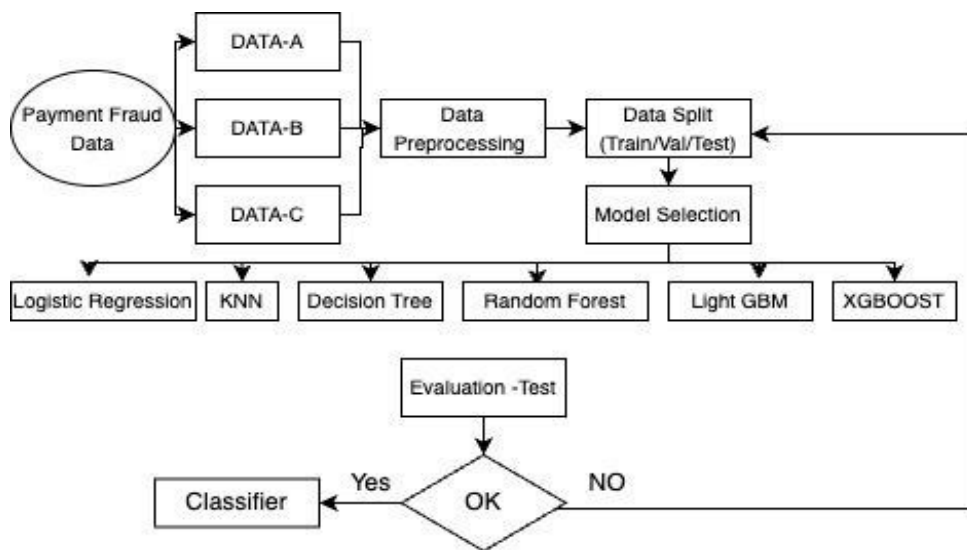 DATA-A
Payment Fraud
Data
DATA-B
Data
Preprocessing
Data Split
(Train/Val/Test)
DATA-C
Model Selection
Logistic Regression
KNN
Decision Tree
Random Forest
Light GBM
XGBOOST
Evaluation -Test
Yes
OK
NO
Classifier